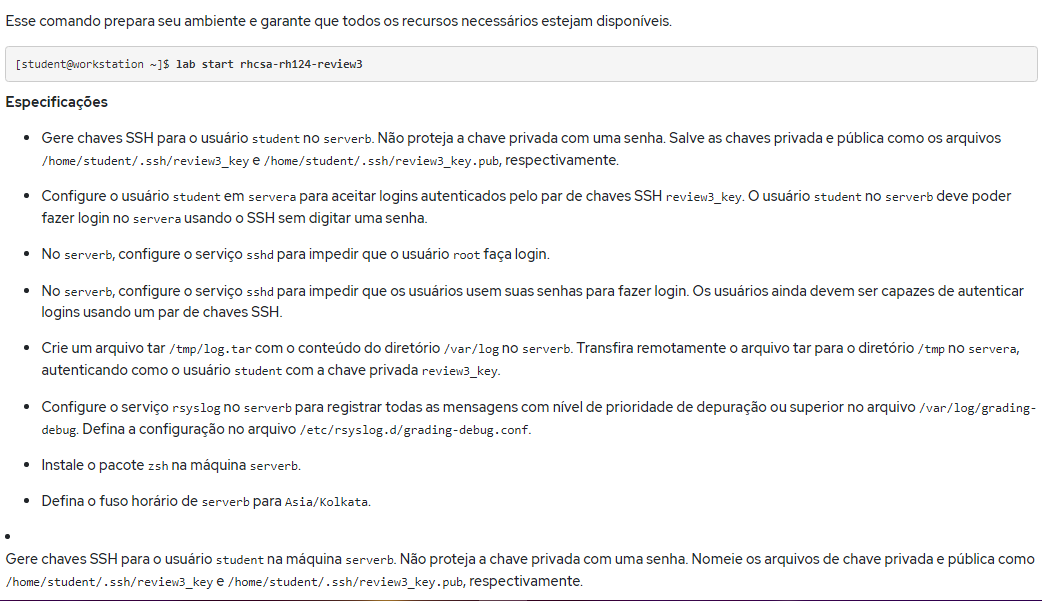 Esse comando prepara seu ambiente e garante que todos os recursos necessários estejam disponíveis.
[student@workstation ~]$ lab start rhcsa-rh124-review3
Especificações
• Gere chaves SSH para o usuário student no serverb. Não proteja a chave privada com uma senha. Salve as chaves privada e pública como os arquivos
/home/student/.ssh/review3_key e /home/student/.ssh/review3_key.pub, respectivamente.
• Configure o usuário student em servera para aceitar logins autenticados pelo par de chaves SSH review3_key. O usuário student no serverb deve poder
fazer login no servera usando o SSH sem digitar uma senha.
• No serverb, configure o serviço sshd para impedir que o usuário root faça login.
• No serverb, configure o serviço sshd para impedir que os usuários usem suas senhas para fazer login. Os usuários ainda devem ser capazes de autenticar
logins usando um par de chaves SSH.
• Crie um arquivo tar /tmp/log.tar com o conteúdo do diretório /var/log no serverb. Transfira remotamente o arquivo tar para o diretório /tmp no servera,
autenticando como o usuário student com a chave privada review3_key.
• Configure o serviço rsyslog no serverb para registrar todas as mensagens com nível de prioridade de depuração ou superior no arquivo /var/log/grading-
debug. Defina a configuração no arquivo /etc/rsyslog.d/grading-debug.conf.
• Instale o pacote zsh na máquina serverb.
• Defina o fuso horário de serverb para Asia/Kolkata.
•
Gere chaves SSH para o usuário student na máquina serverb. Não proteja a chave privada com uma senha. Nomeie os arquivos de chave privada e pública como
/home/student/.ssh/review3_key e /home/student/.ssh/review3_key.pub, respectivamente.